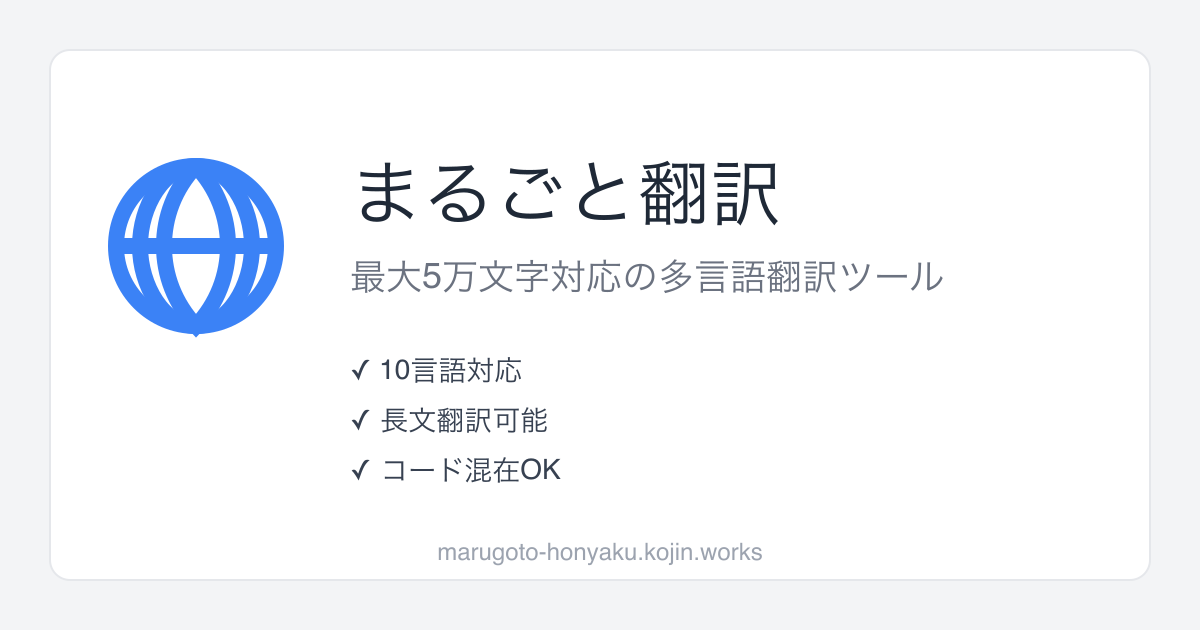 まるごと翻訳
最大5万文字対応の多言語翻訳ツール
✓ 10言語対応
✓ 長文翻訳可能
✓ コード混在OK
marugoto-honyaku.kojin.works